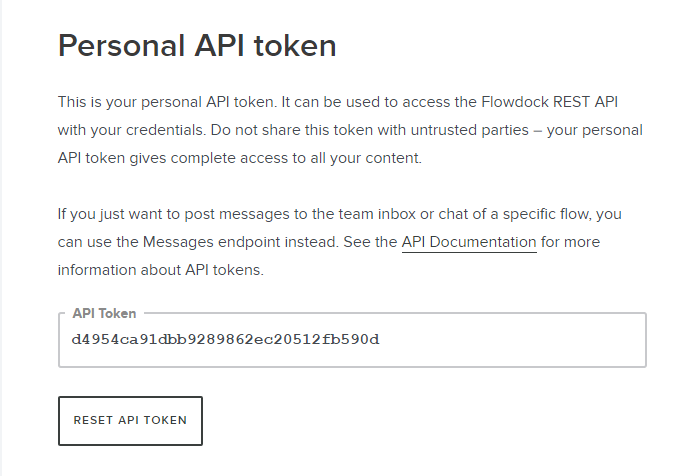 Personal API token
This is your personal API token. It can be used to access the Flowdock REST API
with your credentials. Do not share this token with untrusted parties – your personal
API token gives complete access to all your content.
If you just want to post messages to the team inbox or chat of a specific flow, you
can use the Messages endpoint instead. See the API Documentation for more
information about API tokens.
API Token
d4954ca91dbb9289862ec20512fb590d
RESET API TOKEN